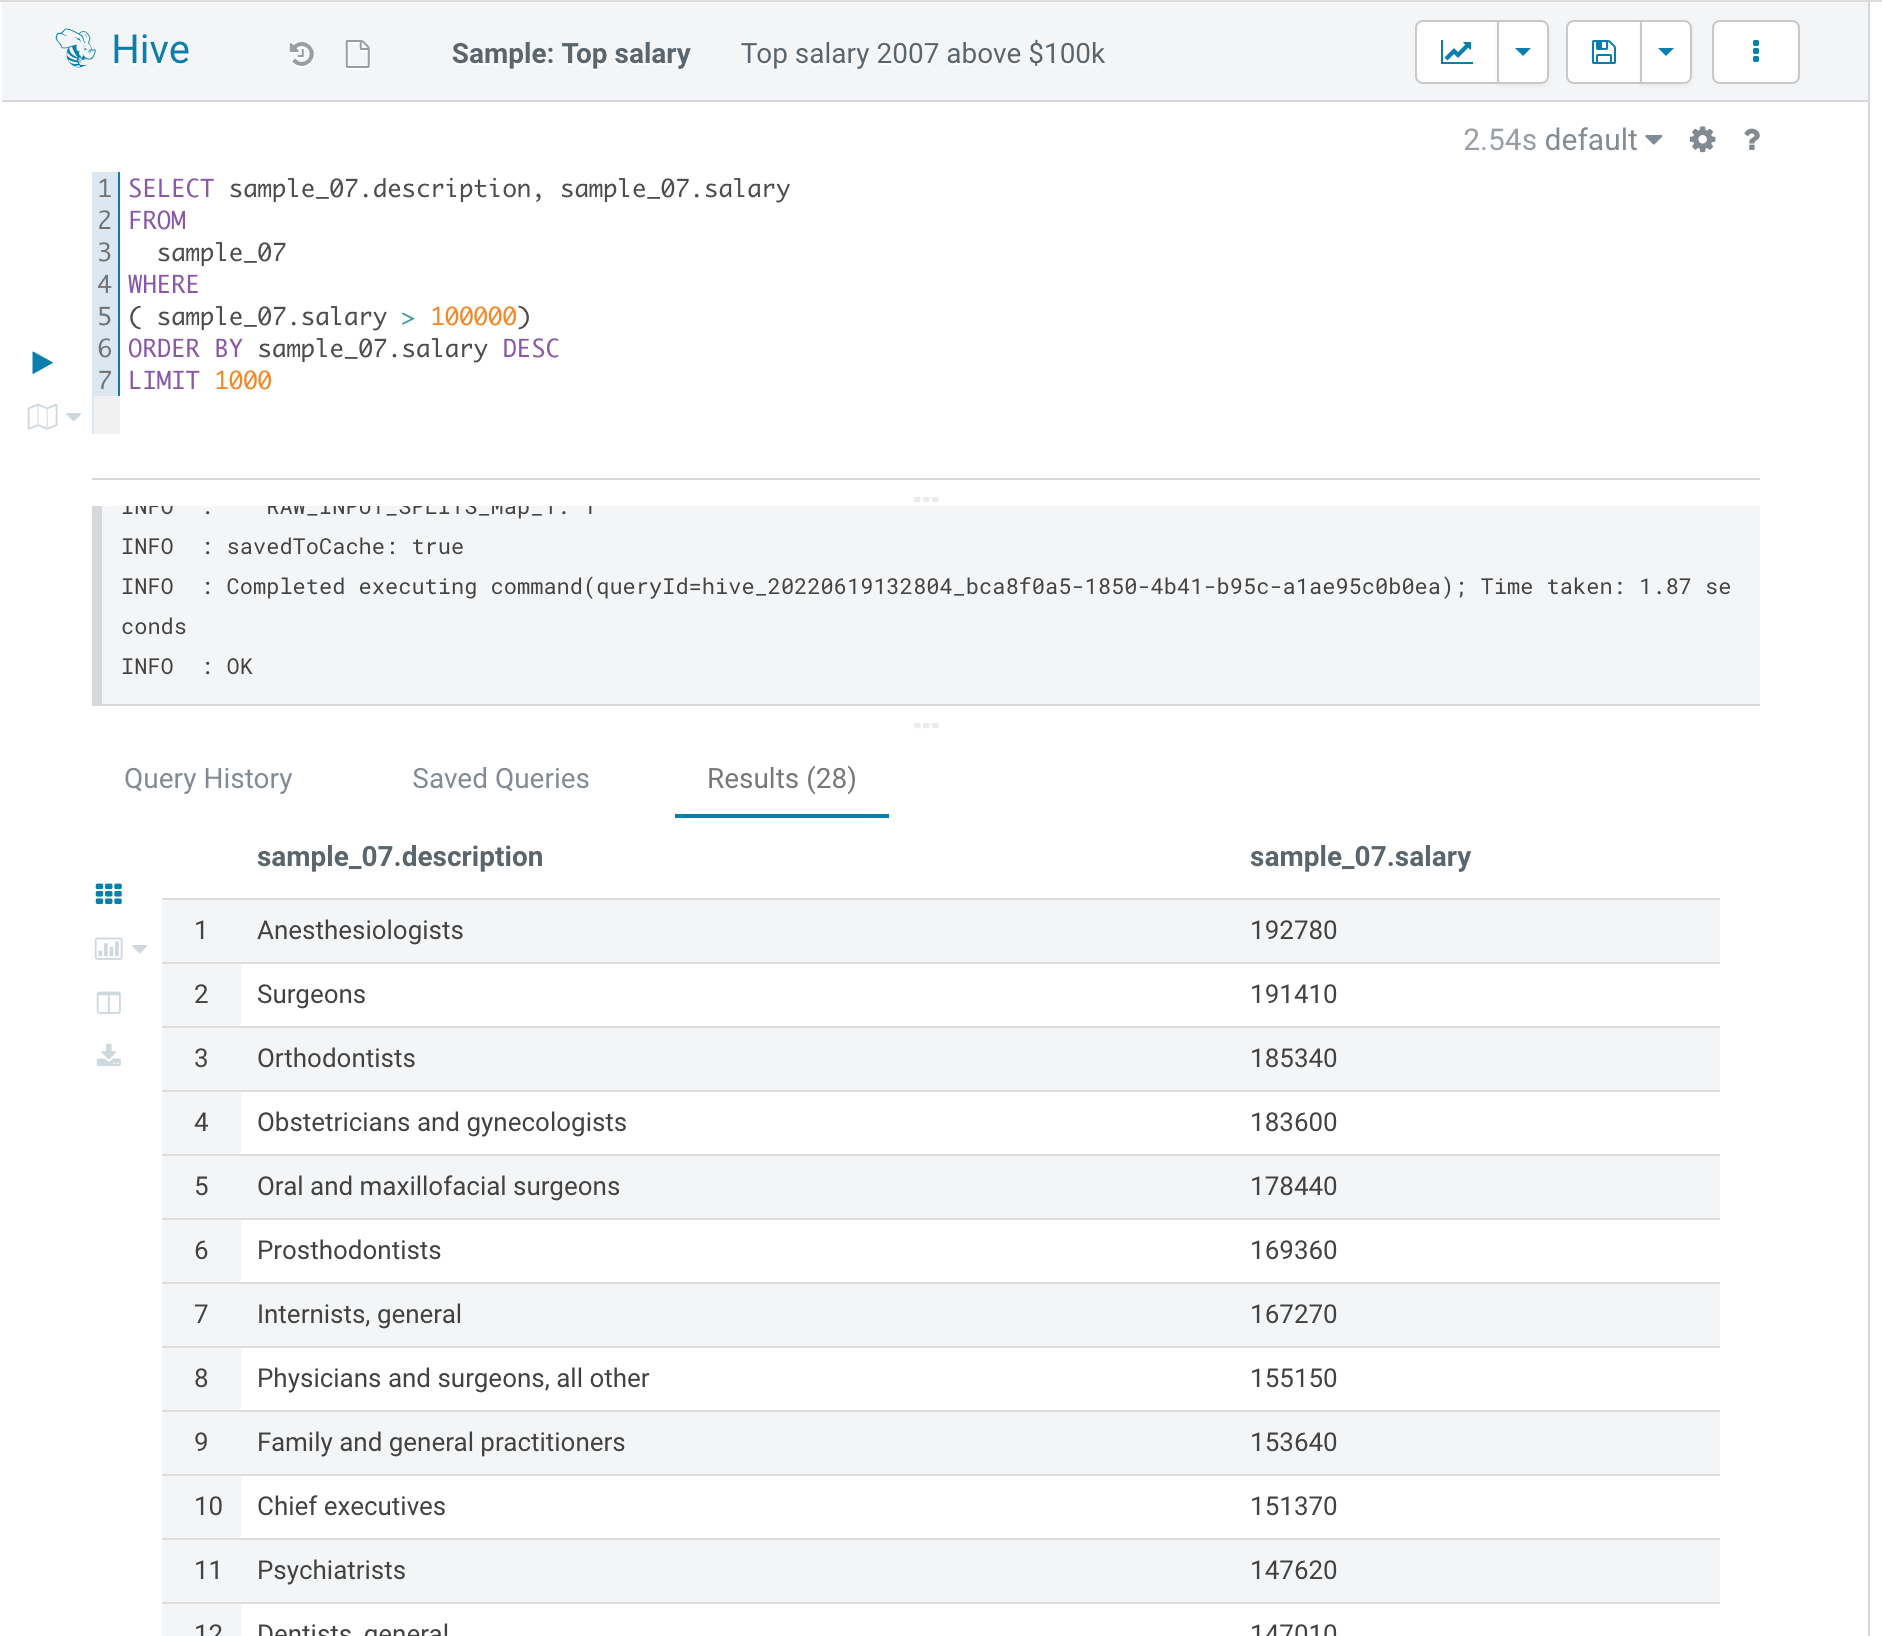 Hive
Sample: Top salary Top salary 2007 above $100k
2.54s default ?
1 SELECT sample_07.description, sample_07.salary
2 FROM
3 sample_07
4 WHERE
5 ( sample_07.salary > 100000)
6 ORDER BY sample_07.salary DESC
7 LIMIT 1000
INFO : RAW_INPUT_SPLITS_Map_1: 1
INFO : savedToCache: true
INFO : Completed executing command(queryId=hive_20220619132804_bca8f0a5-1850-4b41-b95c-a1ae95c0b0ea); Time taken: 1.87 se
conds
INFO : OK
Query History Saved Queries Results (28)
sample_07.description sample_07.salary
1 Anesthesiologists 192780
2 Surgeons 191410
3 Orthodontists 185340
4 Obstetricians and gynecologists 183600
5 Oral and maxillofacial surgeons 178440
6 Prosthodontists 169360
7 Internists, general 167270
8 Physicians and surgeons, all other 155150
9 Family and general practitioners 153640
10 Chief executives 151370
11 Psychiatrists 147620
12 Dentists, general 147010